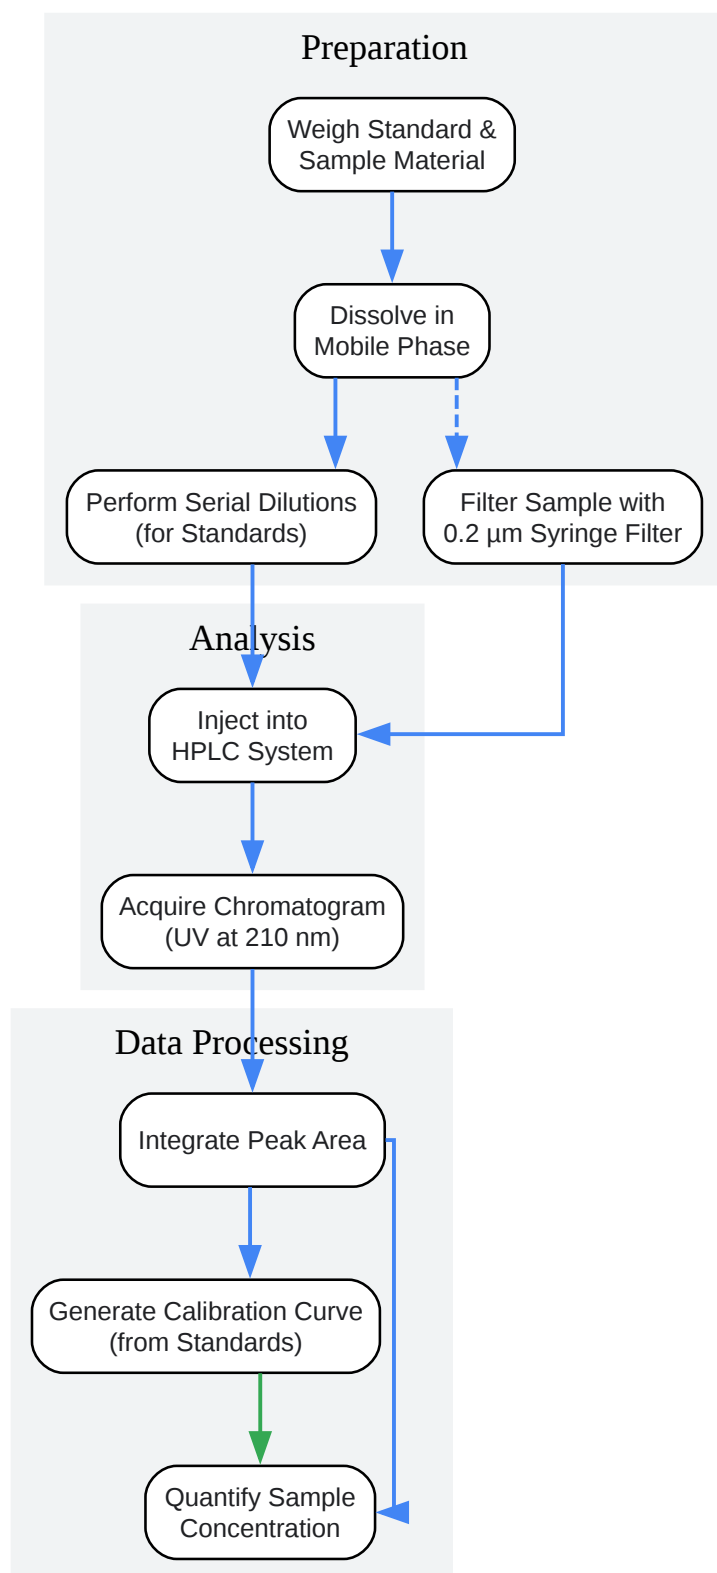 Preparation
Weigh Standard &
Sample Material
Dissolve in
Mobile Phase
Perform Serial Dilutions
(for Standards)
Filter Sample with
0.2 µm Syringe Filter
Analysis
Inject into
HPLC System
Acquire Chromatogram
(UV at 210 nm)
Data Processing
Integrate Peak Area
Generate Calibration Curve
(from Standards)
Quantify Sample
Concentration